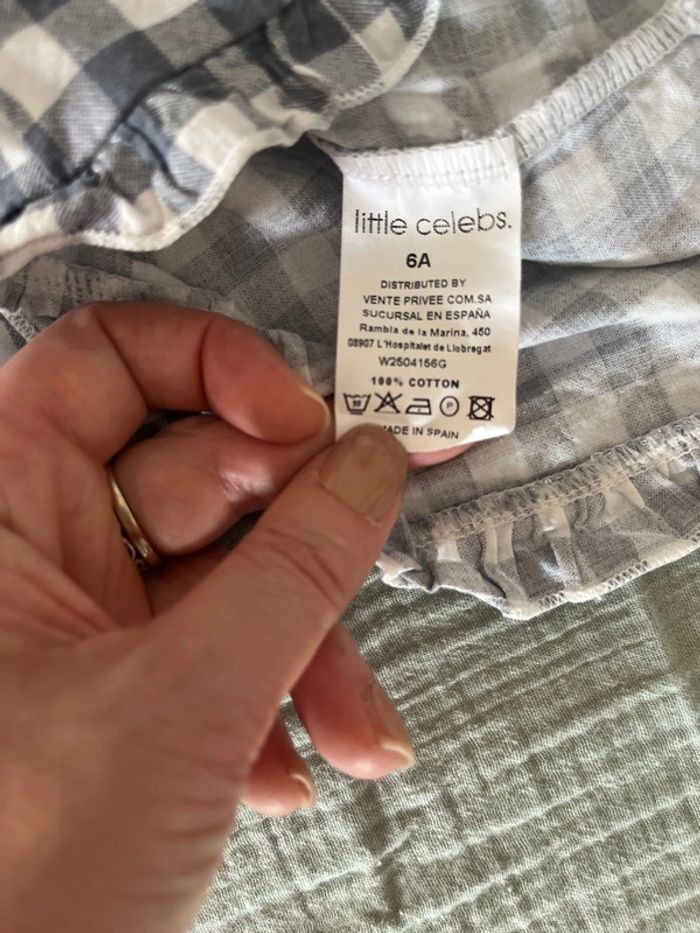 little celebs.
6A
DISTRIBUTED BY
VENTE PRIVEE COM.SA
SUCURSAL EN ESPAÑA
Rambla de la Marina, 450
08907 L'Hospitalet de Llobregat
W2504156G
100% COTTON
P
MADE IN SPAIN